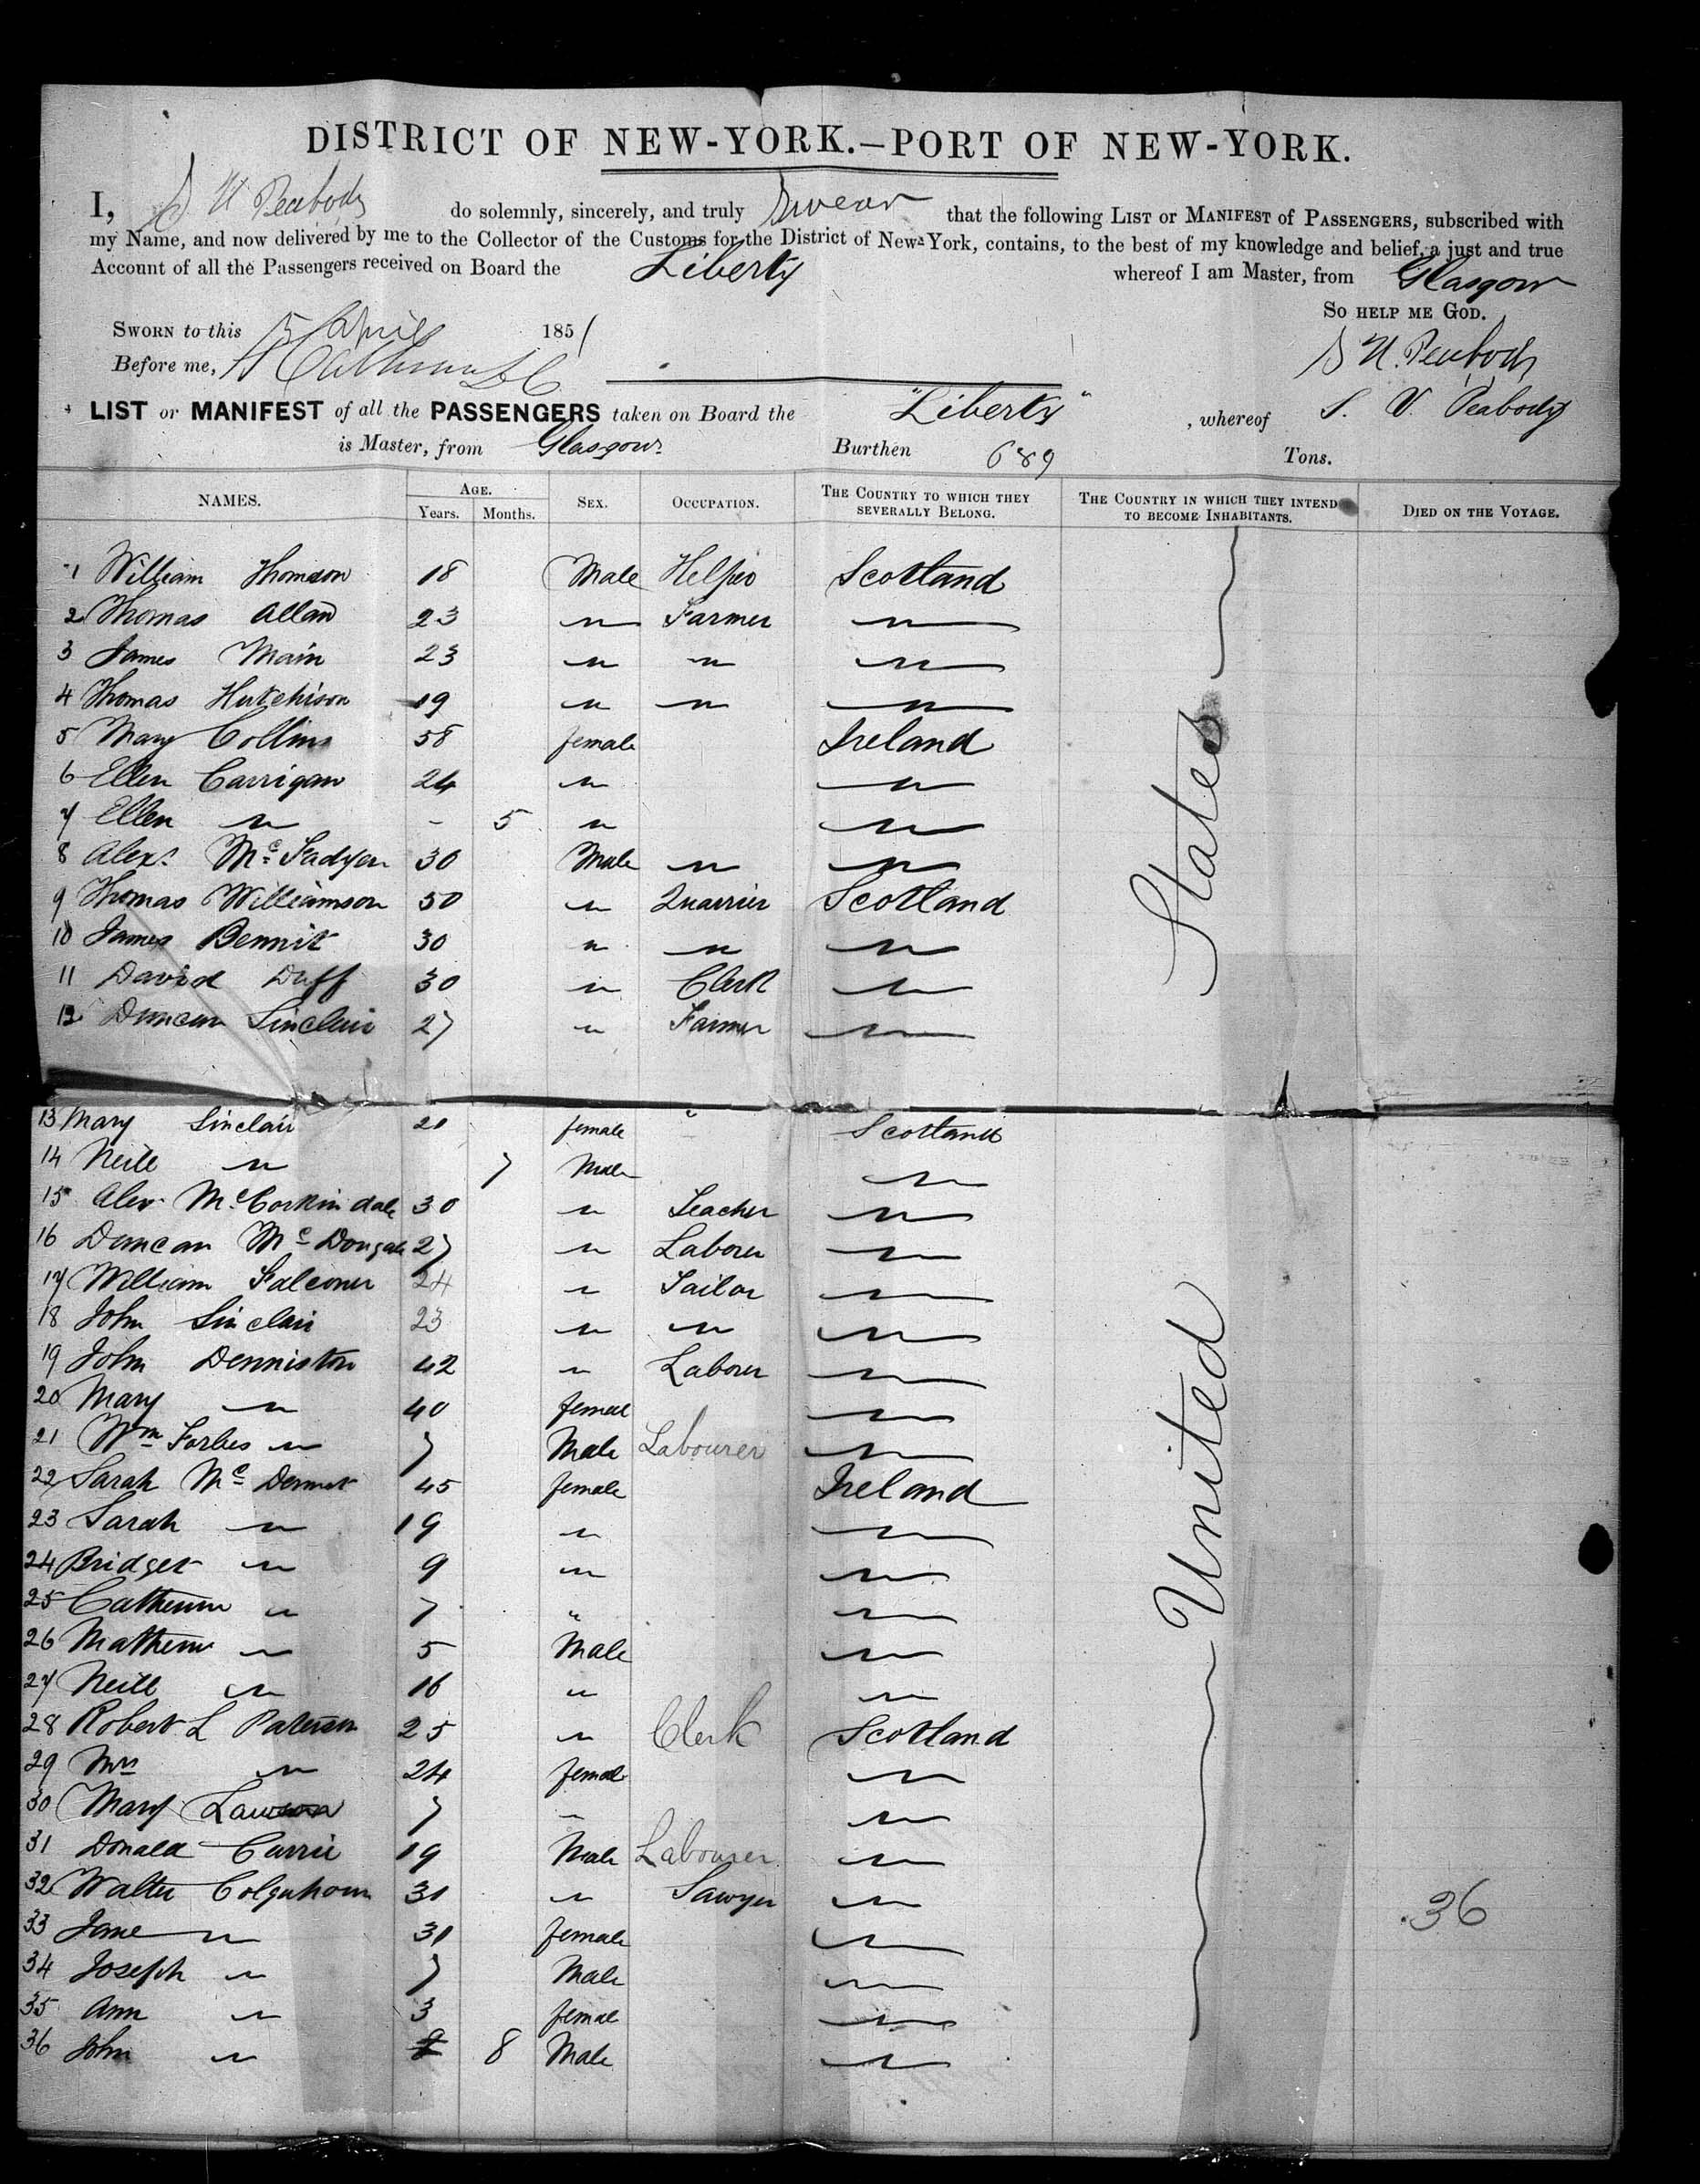 DISTRICT OF NEW-YORK.—PORT OF NEW-YORK.
I, S U Peabody do solemnly, sincerely, and truly swear that the following LIST or MANIFEST of PASSENGERS, subscribed with
my Name, and now delivered by me to the Collector of the Customs for the District of New-York, contains, to the best of my knowledge and belief, a just and true
Account of all the Passengers received on Board the Liberty whereof I am Master, from Glasgow
SO HELP ME GOD.
SWORN to this 5 April 1851
S U. Peabody
Before me,
LIST or MANIFEST of all the PASSENGERS taken on Board the "Liberty", whereof S. V. Peabody
is Master, from Glasgow Burthen 689 Tons.
NAMES. AGE. Years. Months. SEX. OCCUPATION. THE COUNTRY TO WHICH THEY SEVERALLY BELONG. THE COUNTRY IN WHICH THEY INTEND TO BECOME INHABITANTS. DIED ON THE VOYAGE.
1 William Thomson 18 Male Scotland
2 Thomas Allan 23 " Farmer "
3 James Main 23 " " "
4 Thomas Hutchison 19 " " "
5 Mary Collins 58 female Ireland
6 Ellen Carrigan 24 " "
7 Ellen " - 5 " "
8 Alexr McFadyen 30 Male " "
9 Thomas Williamson 50 " Quarrier Scotland
10 James Bennit 30 " " "
11 David Duff 30 " Clerk "
12 Duncan Sinclair 27 " Farmer "
13 Mary Sinclair 21 female " Scotland
14 Neill " 7 Male "
15 Alex McCorkindale 30 " Teacher "
16 Duncan McDougale 27 " Laborer "
17 William Falconer 24 " Tailor "
18 John Sinclair 23 " " "
19 John Denniston 42 " Laborer "
20 Mary " 40 female "
21 Wm Forbes " 7 Male Labourer "
22 Sarah McDermot 45 female Ireland
23 Sarah " 19 " "
24 Bridget " 9 " "
25 Catherine " 7 " "
26 Mathew " 5 Male "
27 Neill " 16 " "
28 Robert L Paterson 25 " Clerk Scotland
29 Mrs " 24 female "
30 Mary Lawson 7 " "
31 Donald Currie 19 Male Labourer "
32 Walter Colquhoun 31 " Sawyer "
33 Jane " 31 female "
34 Joseph " 7 Male "
35 Ann " 3 female "
36 John " 8 Male "
United States
36